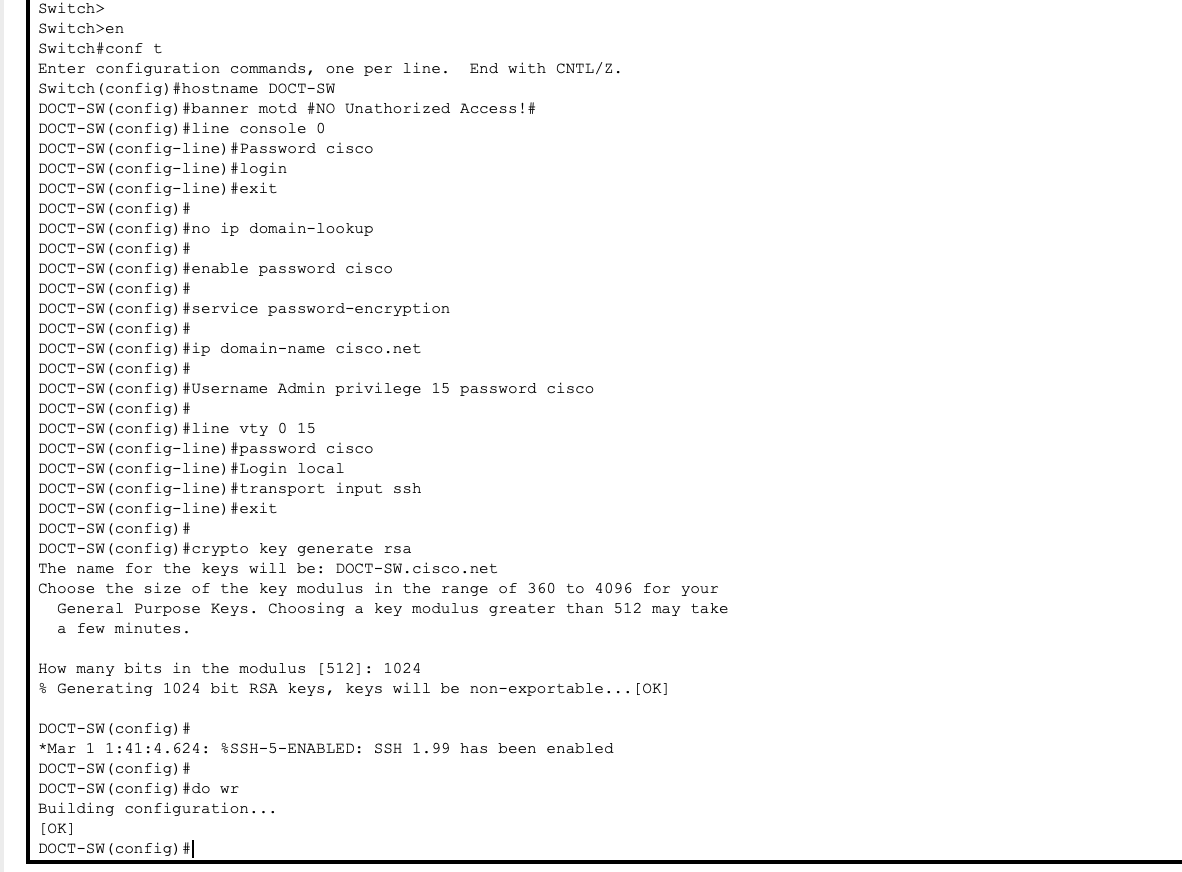 Switch>
Switch>en
Switch#conf t
Enter configuration commands, one per line.  End with CNTL/Z.
Switch(config)#hostname DOCT-SW
DOCT-SW(config)#banner motd #NO Unathorized Access!#
DOCT-SW(config)#line console 0
DOCT-SW(config-line)#Password cisco
DOCT-SW(config-line)#login
DOCT-SW(config-line)#exit
DOCT-SW(config)#
DOCT-SW(config)#no ip domain-lookup
DOCT-SW(config)#
DOCT-SW(config)#enable password cisco
DOCT-SW(config)#
DOCT-SW(config)#service password-encryption
DOCT-SW(config)#
DOCT-SW(config)#ip domain-name cisco.net
DOCT-SW(config)#
DOCT-SW(config)#Username Admin privilege 15 password cisco
DOCT-SW(config)#
DOCT-SW(config)#line vty 0 15
DOCT-SW(config-line)#password cisco
DOCT-SW(config-line)#Login local
DOCT-SW(config-line)#transport input ssh
DOCT-SW(config-line)#exit
DOCT-SW(config)#
DOCT-SW(config)#crypto key generate rsa
The name for the keys will be: DOCT-SW.cisco.net
Choose the size of the key modulus in the range of 360 to 4096 for your
  General Purpose Keys. Choosing a key modulus greater than 512 may take
  a few minutes.

How many bits in the modulus [512]: 1024
% Generating 1024 bit RSA keys, keys will be non-exportable...[OK]

DOCT-SW(config)#
*Mar 1 1:41:4.624: %SSH-5-ENABLED: SSH 1.99 has been enabled
DOCT-SW(config)#
DOCT-SW(config)#do wr
Building configuration...
[OK]
DOCT-SW(config)#